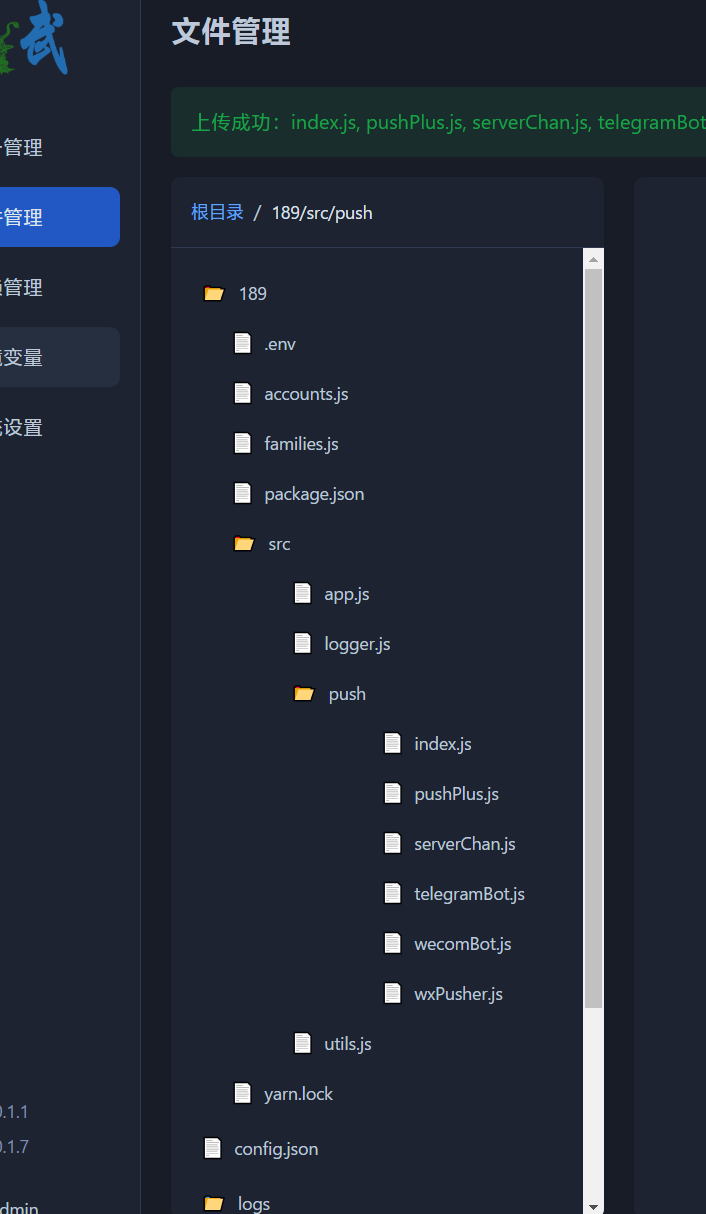 武
文件管理
管理
上传成功：index.js, pushPlus.js, serverChan.js, telegramBot
管理
根目录 / 189/src/push
管理
189
变量
.env
accounts.js
设置
families.js
package.json
src
app.js
logger.js
push
index.js
pushPlus.js
serverChan.js
telegramBot.js
wecomBot.js
wxPusher.js
utils.js
yarn.lock
.1.1
config.json
.1.7
logs
dmin